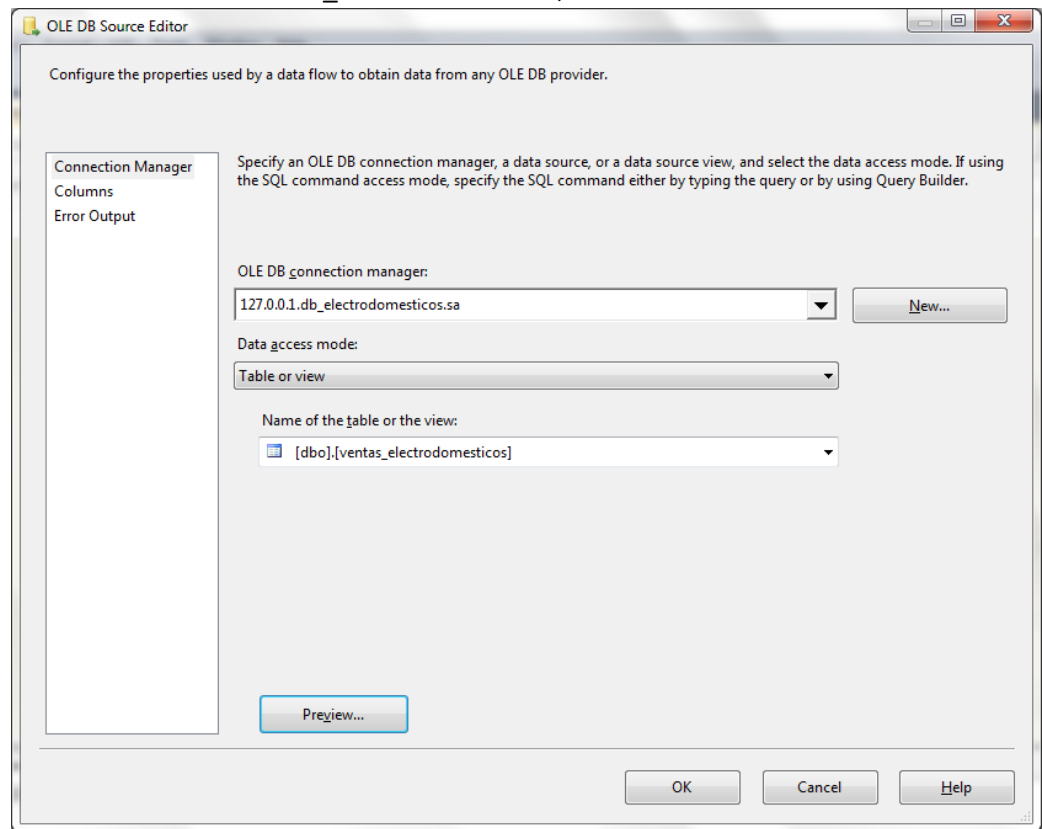 OLE DB Source Editor
Configure the properties used by a data flow to obtain data from any OLE DB provider.
Connection Manager
Columns
Error Output
Specify an OLE DB connection manager, a data source, or a data source view, and select the data access mode. If using
the SQL command access mode, specify the SQL command either by typing the query or by using Query Builder.
OLE DB connection manager:
127.0.0.1.db_electrodomesticos.sa
New...
Data access mode:
Table or view
Name of the table or the view:
[dbo].[ventas_electrodomesticos]
Preview...
OK
Cancel
Help